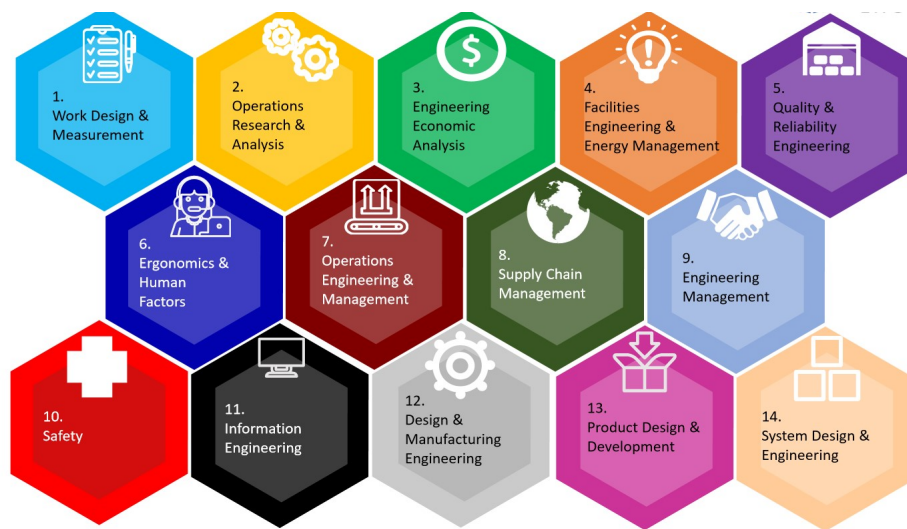 1.
Work Design &
Measurement
2.
Operations
Research &
Analysis
3.
Engineering
Economic
Analysis
4.
Facilities
Engineering &
Energy Management
5.
Quality &
Reliability
Engineering
6.
Ergonomics &
Human
Factors
7.
Operations
Engineering &
Management
8.
Supply Chain
Management
9.
Engineering
Management
10.
Safety
11.
Information
Engineering
12.
Design &
Manufacturing
Engineering
13.
Product Design &
Development
14.
System Design &
Engineering